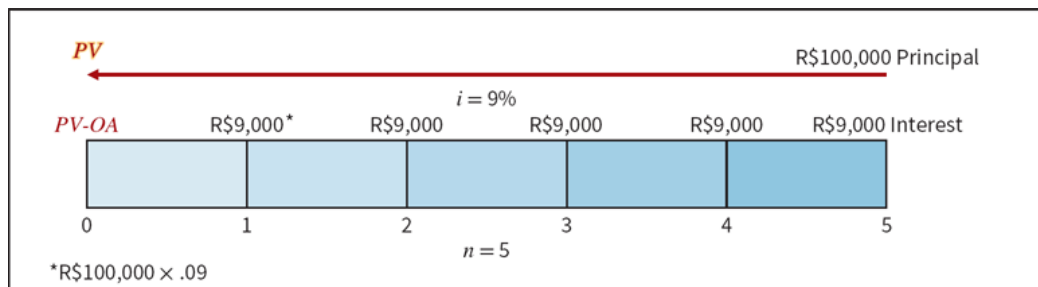 PV
R$100,000 Principal
i = 9%
PV-OA R$9,000* R$9,000 R$9,000 R$9,000 R$9,000 Interest
0 1 2 3 4 5
n = 5
*R$100,000 × .09